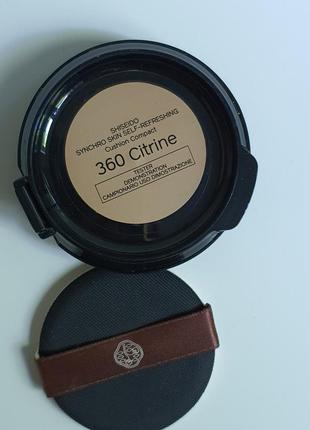 SHISEIDO
SYNCHRO SKIN SELF-REFRESHING
Cushion Compact
360 Citrine
TESTER
DEMONSTRATION
CAMPIONARIO USO DIMOSTRAZIONE